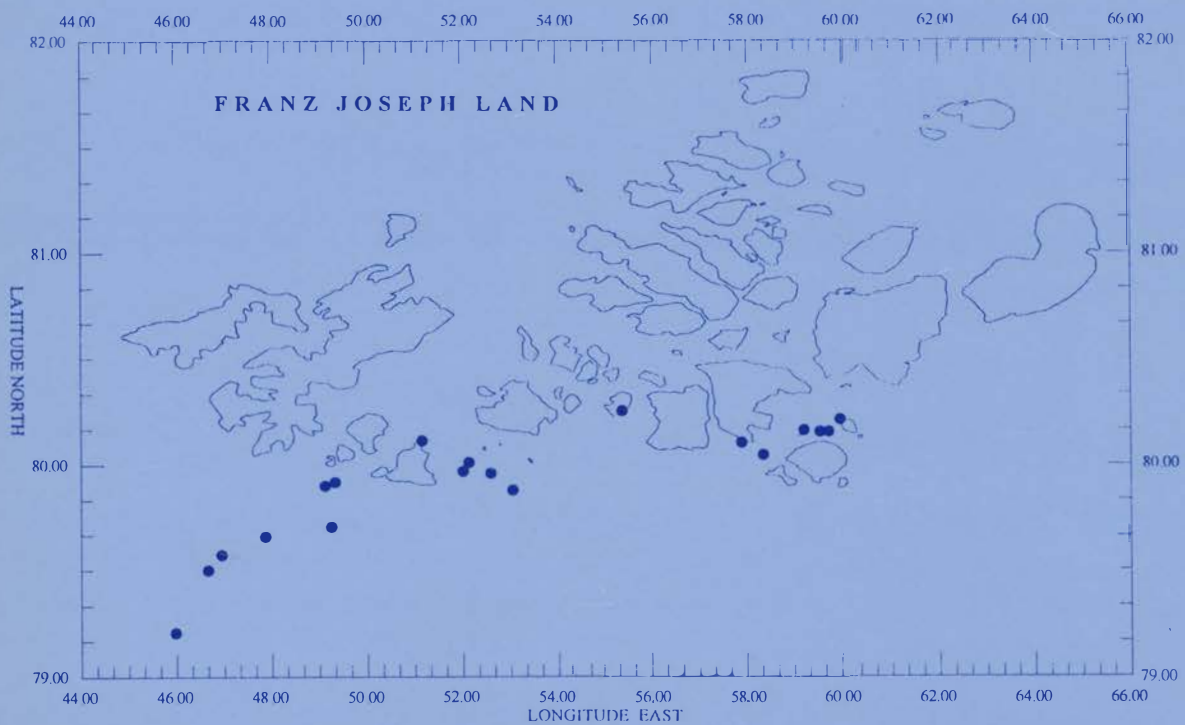 44.00 46.00 48.00 50.00 52.00 54.00 56.00 58.00 60.00 62.00 64.00 66.00
82.00 82.00
FRANZ JOSEPH LAND
81.00 81.00
LATITUDE NORTH
80.00 80.00
79.00 79.00
44.00 46.00 48.00 50.00 52.00 54.00 56.00 58.00 60.00 62.00 64.00 66.00
LONGITUDE EAST